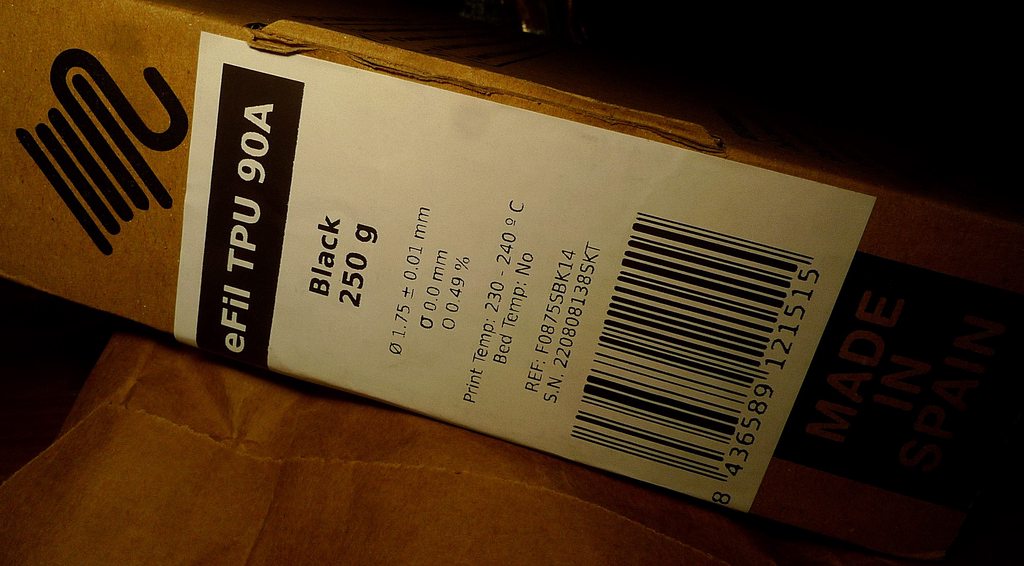 eFil TPU 90A
Black
250 g
Ø 1.75 ± 0.01 mm
σ 0.0 mm
O 0.49 %
Print Temp: 230 - 240 º C
Bed Temp: No
REF: F0875SBK14
S.N. 220808138SKT
8 436589 121515
MADE
IN
SPAIN